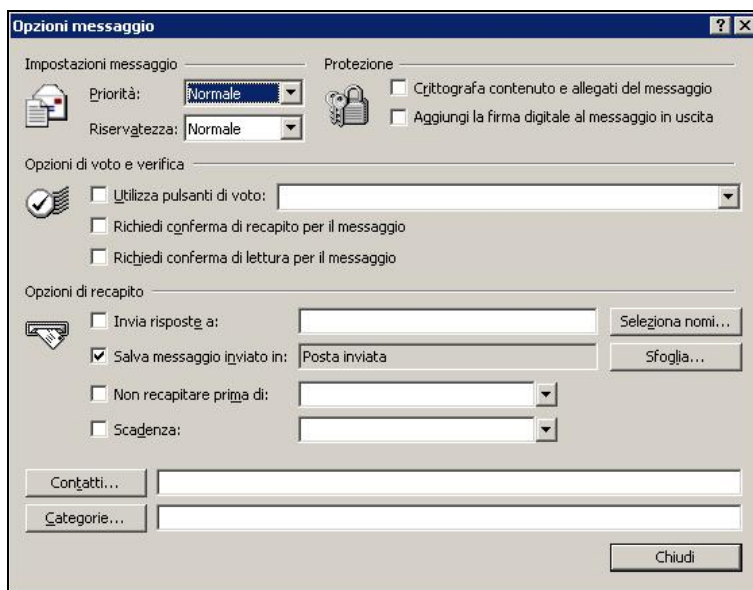 Opzioni messaggio
Impostazioni messaggio
Protezione
Priorità: Normale
Crittografa contenuto e allegati del messaggio
Riservatezza: Normale
Aggiungi la firma digitale al messaggio in uscita
Opzioni di voto e verifica
Utilizza pulsanti di voto:
Richiedi conferma di recapito per il messaggio
Richiedi conferma di lettura per il messaggio
Opzioni di recapito
Invia risposte a: Seleziona nomi...
Salva messaggio inviato in: Posta inviata Sfoglia...
Non recapitare prima di:
Scadenza:
Contatti...
Categorie...
Chiudi